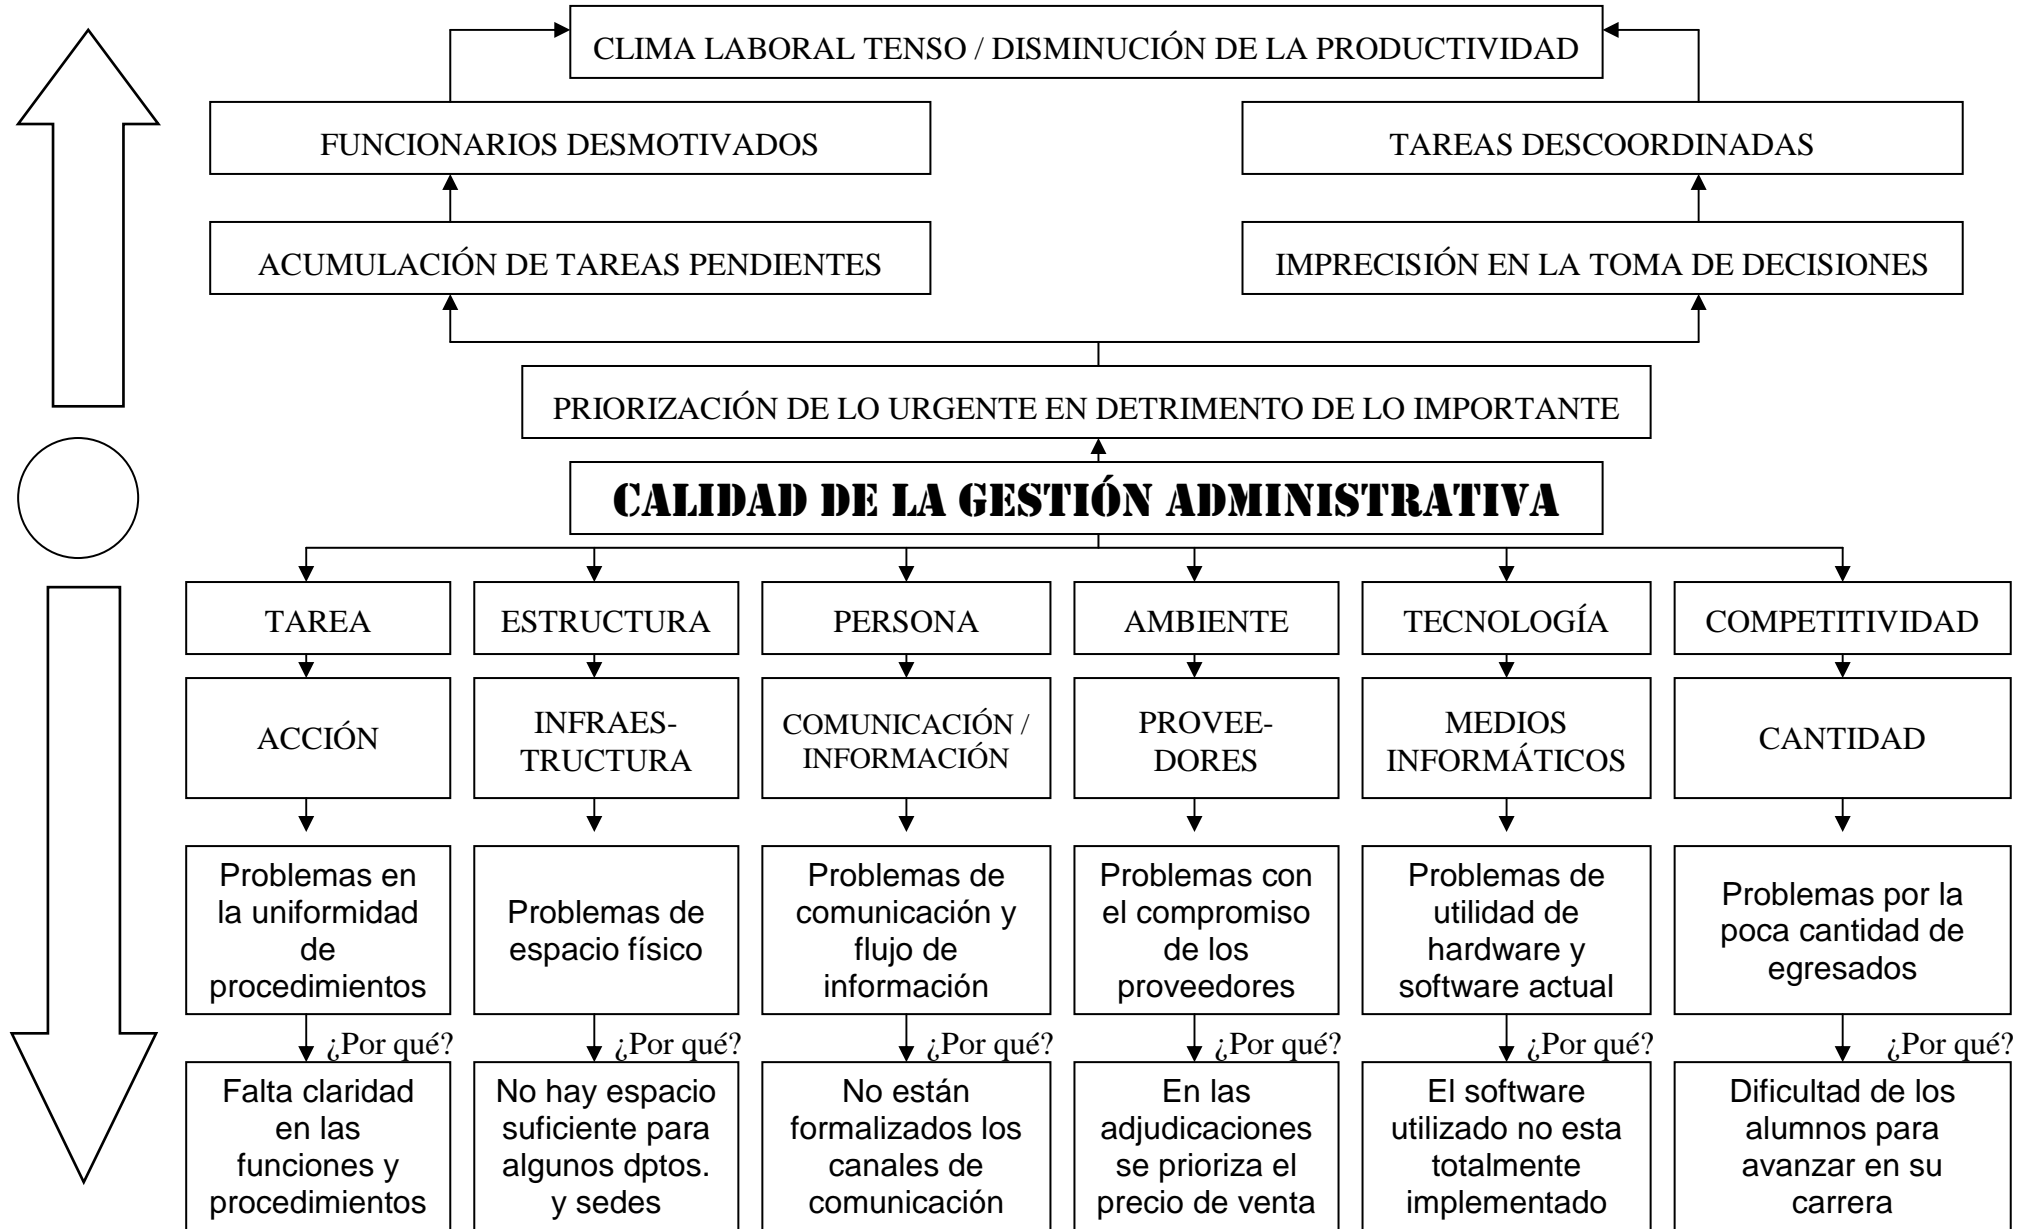 CLIMA LABORAL TENSO / DISMINUCIÓN DE LA PRODUCTIVIDAD
FUNCIONARIOS DESMOTIVADOS
TAREAS DESCOORDINADAS
ACUMULACIÓN DE TAREAS PENDIENTES
IMPRECISIÓN EN LA TOMA DE DECISIONES
PRIORIZACIÓN DE LO URGENTE EN DETRIMENTO DE LO IMPORTANTE
CALIDAD DE LA GESTIÓN ADMINISTRATIVA
TAREA
ESTRUCTURA
PERSONA
AMBIENTE
TECNOLOGÍA
COMPETITIVIDAD
ACCIÓN
INFRAES-
TRUCTURA
COMUNICACIÓN /
INFORMACIÓN
PROVEE-
DORES
MEDIOS
INFORMÁTICOS
CANTIDAD
Problemas en
la uniformidad
de
procedimientos
Problemas de
espacio físico
Problemas de
comunicación y
flujo de
información
Problemas con
el compromiso
de los
proveedores
Problemas de
utilidad de
hardware y
software actual
Problemas por la
poca cantidad de
egresados
¿Por qué?
¿Por qué?
¿Por qué?
¿Por qué?
¿Por qué?
¿Por qué?
Falta claridad
en las
funciones y
procedimientos
No hay espacio
suficiente para
algunos dptos.
y sedes
No están
formalizados los
canales de
comunicación
En las
adjudicaciones
se prioriza el
precio de venta
El software
utilizado no esta
totalmente
implementado
Dificultad de los
alumnos para
avanzar en su
carrera